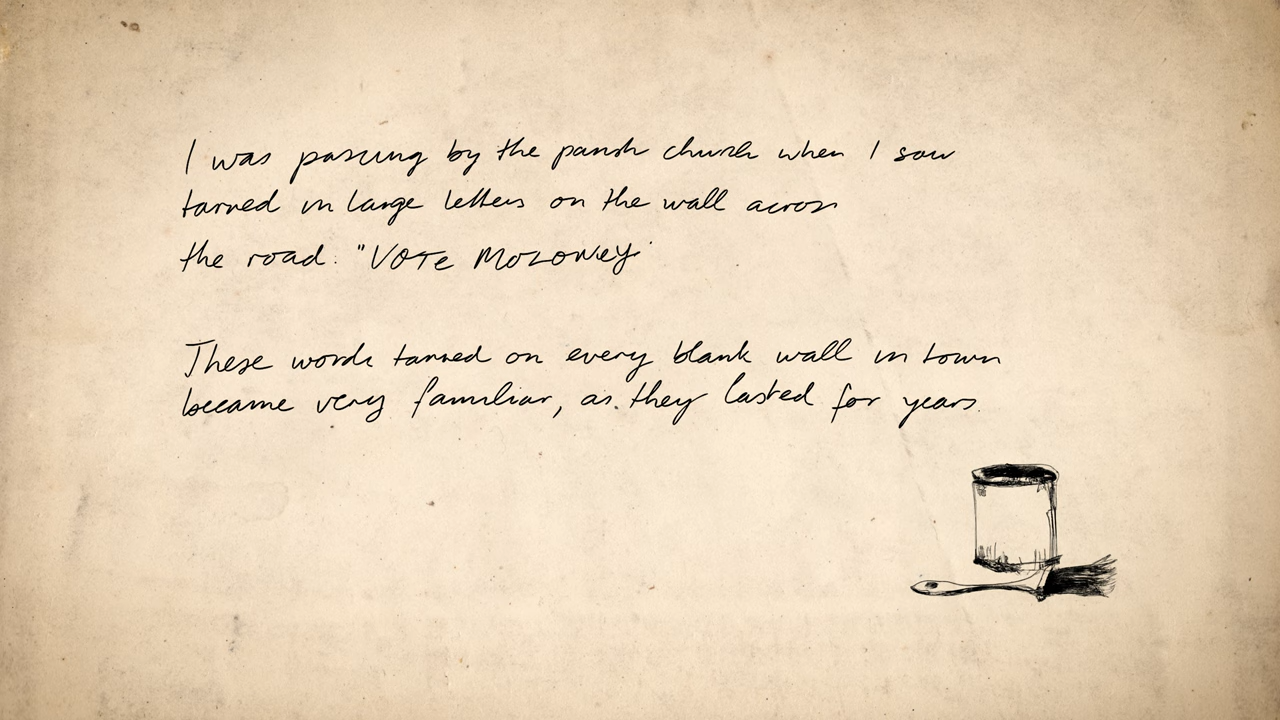 I was passing by the parish church when I saw
tarred in large letters on the wall across
the road. "VOTE MOLONEY"
These words tarred on every blank wall in town
became very familiar, as they lasted for years.